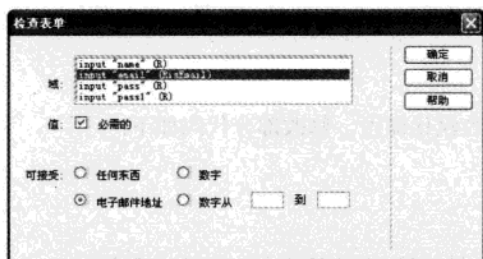 检查表单
域:
input "name" (R)
input "email" (RisEmail)
input "pass" (R)
input "pass1" (R)
确定
取消
帮助
值: 必需的
可接受: 任何东西 数字
电子邮件地址 数字从 到